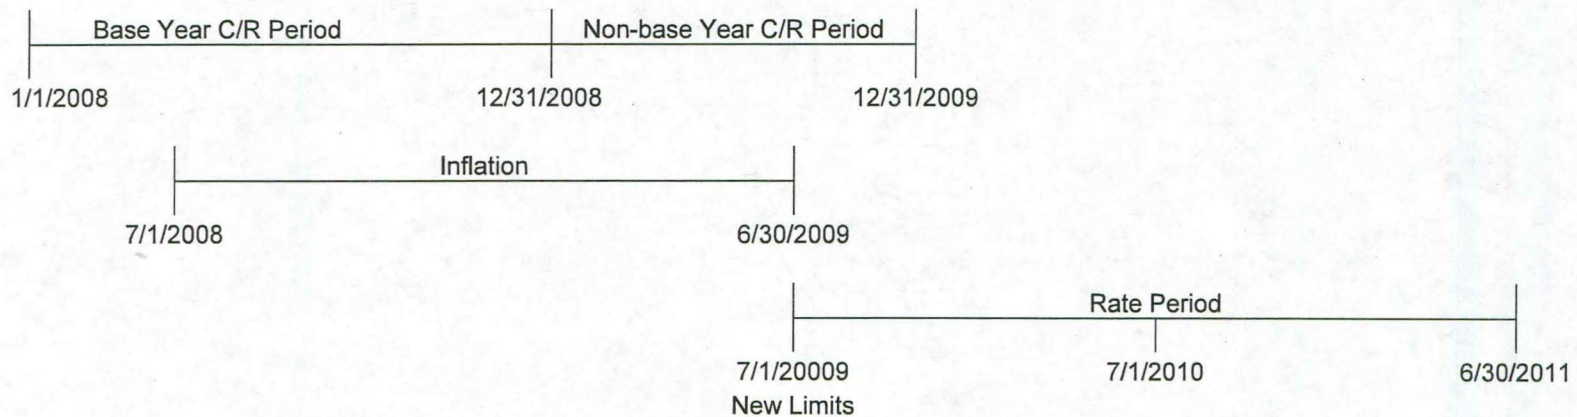 Base Year C/R Period Non-base Year C/R Period
1/1/2008 12/31/2008 12/31/2009
Inflation
7/1/2008 6/30/2009
Rate Period
7/1/20009 7/1/2010 6/30/2011
New Limits